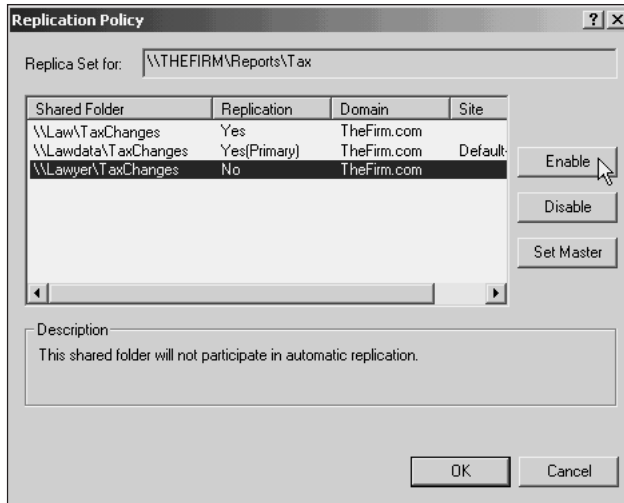 Replication Policy
Replica Set for: \\THEFIRM\Reports\Tax
Shared Folder Replication Domain Site
\\Law\TaxChanges Yes TheFirm.com
\\Lawdata\TaxChanges Yes(Primary) TheFirm.com Default-
\\Lawyer\TaxChanges No TheFirm.com
Enable
Disable
Set Master
Description
This shared folder will not participate in automatic replication.
OK Cancel